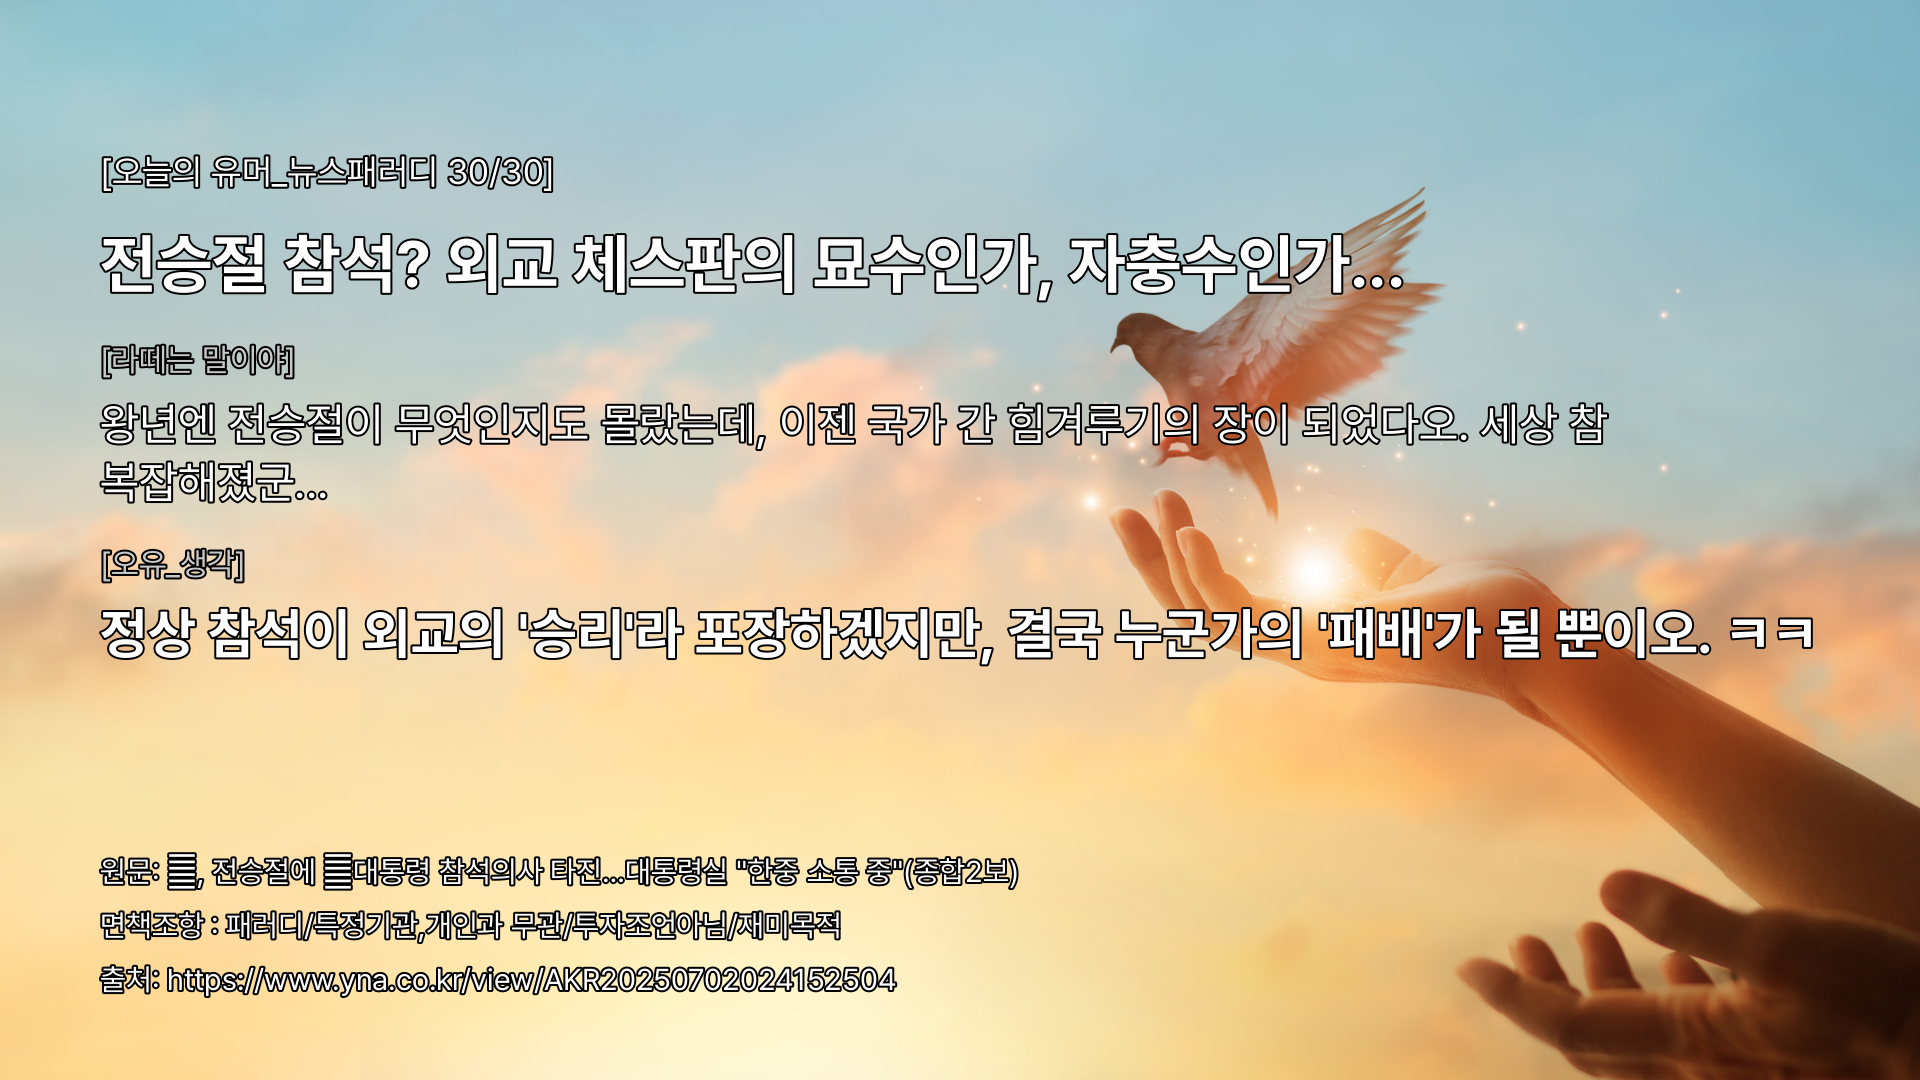 [오늘의 유머_뉴스패러디 30/30]
전승절 참석? 외교 체스판의 묘수인가, 자충수인가...
[라떼는 말이야]
왕년엔 전승절이 무엇인지도 몰랐는데, 이젠 국가 간 힘겨루기의 장이 되었다오. 세상 참
복잡해졌군...
[오유_생각]
정상 참석이 외교의 '승리'라 포장하겠지만, 결국 누군가의 '패배'가 될 뿐이오. ㅋㅋ
원문: , 전승절에 대통령 참석의사 타진...대통령실 "한중 소통 중"(종합2보)
면책조항 : 패러디/특정기관,개인과 무관/투자조언아님/재미목적
출처: https://www.yna.co.kr/view/AKR20250702024152504